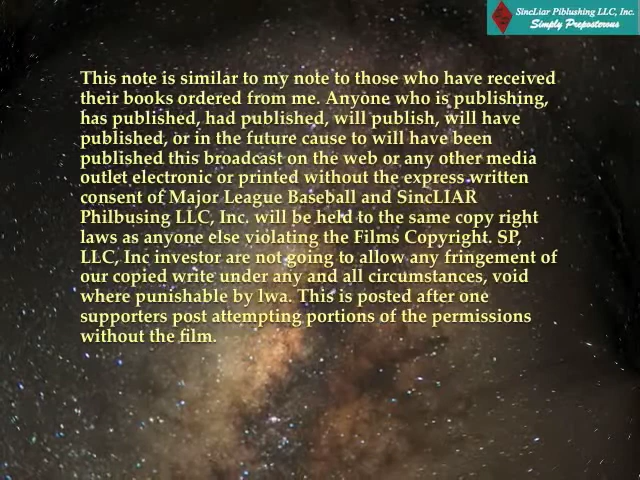 SincLiar Piblushing LLC, Inc.
Simply Preposterous
This note is similar to my note to those who have received
their books ordered from me. Anyone who is publishing,
has published, had published, will publish, will have
published, or in the future cause to will have been
published this broadcast on the web or any other media
outlet electronic or printed without the express written
consent of Major League Baseball and SincLIAR
Philbusing LLC, Inc. will be held to the same copy right
laws as anyone else violating the Films Copyright. SP,
LLC, Inc investor are not going to allow any fringement of
our copied write under any and all circumstances, void
where punishable by lwa. This is posted after one
supporters post attempting portions of the permissions
without the film.